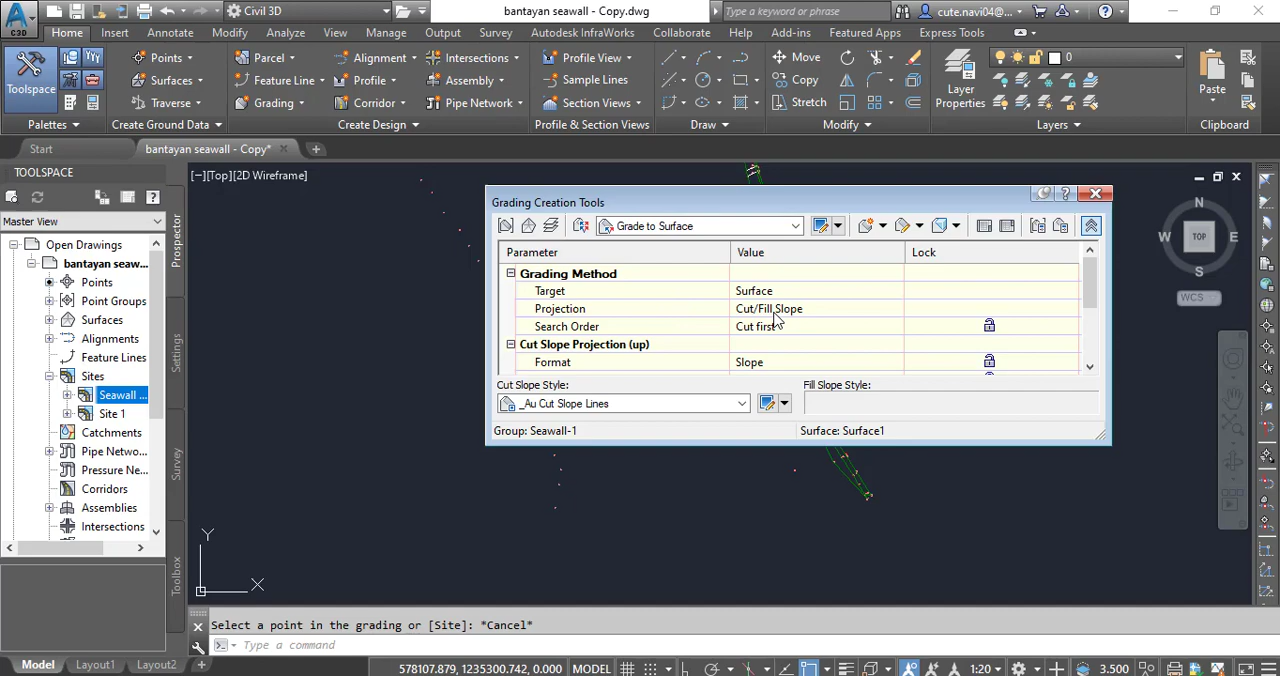 C3D
Civil 3D
bantayan seawall - Copy.dwg
Type a keyword or phrase
cute.navi04@...
Home Insert Annotate Modify Analyze View Manage Output Survey Autodesk InfraWorks Collaborate Help Add-ins Featured Apps Express Tools
Toolspace
Points
Surfaces
Traverse
Parcel
Feature Line
Grading
Alignment
Profile
Corridor
Intersections
Assembly
Pipe Network
Profile View
Sample Lines
Section Views
Move
Copy
Stretch
Layer
Properties
0
Paste
Palettes Create Ground Data Create Design Profile & Section Views Draw Modify Layers Clipboard
Start
bantayan seawall - Copy*
TOOLSPACE
Master View
Open Drawings
bantayan seaw...
Points
Point Groups
Surfaces
Alignments
Feature Lines
Sites
Seawall ...
Site 1
Catchments
Pipe Netwo...
Pressure Ne...
Corridors
Assemblies
Intersections
Prospector
Settings
Survey
Toolbox
[−][Top][2D Wireframe]
Grading Creation Tools
Grade to Surface
Parameter Value Lock
Grading Method
Target Surface
Projection Cut/Fill Slope
Search Order Cut first
Cut Slope Projection (up)
Format Slope
Cut Slope Style:
Fill Slope Style:
_Au Cut Slope Lines
Group: Seawall-1
Surface: Surface1
N
W
TOP
E
S
WCS
Y
X
Select a point in the grading or [Site]: *Cancel*
Type a command
Model Layout1 Layout2
578107.879, 1235300.742, 0.000 MODEL
1:20
3.500